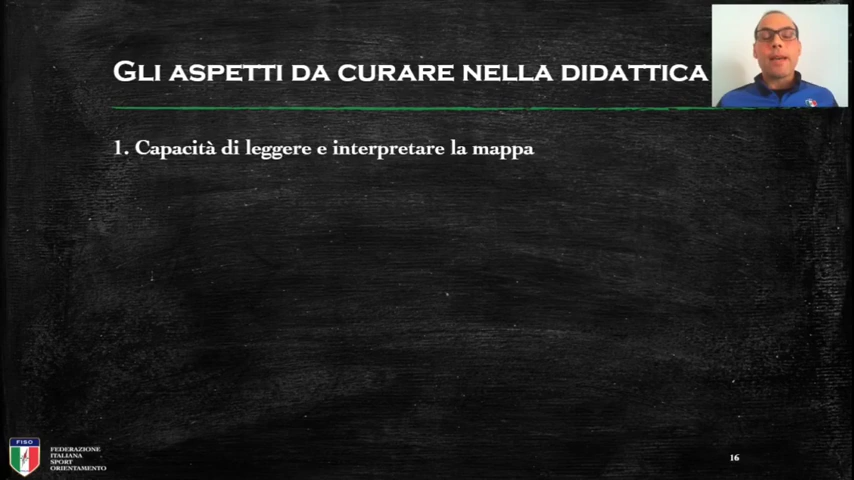 GLI ASPETTI DA CURARE NELLA DIDATTICA
1. Capacità di leggere e interpretare la mappa
FISO
FEDERAZIONE
ITALIANA
SPORT
ORIENTAMENTO
16